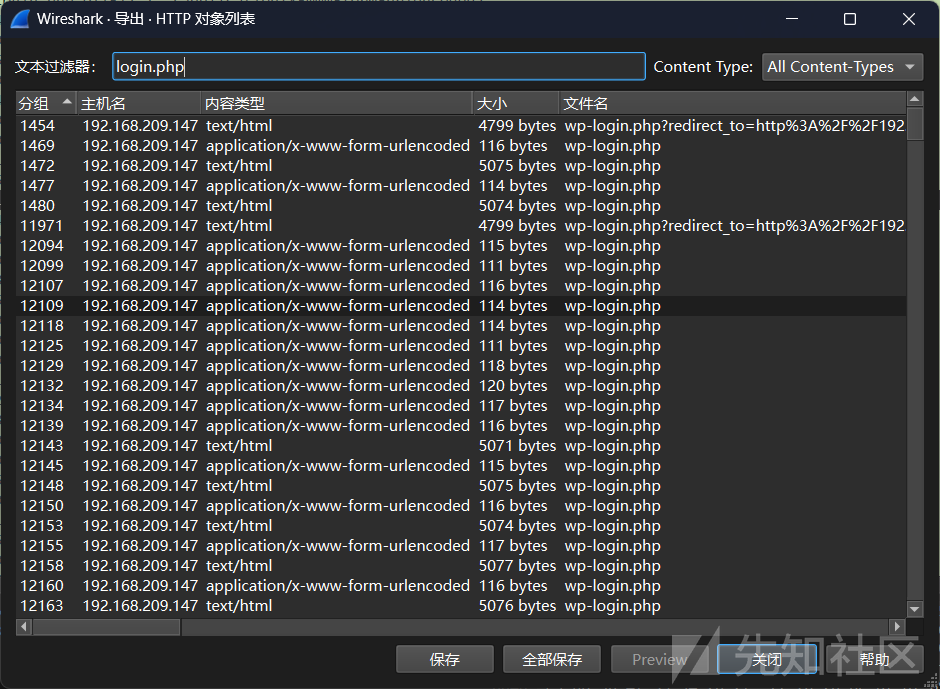 Wireshark · 导出 · HTTP 对象列表
文本过滤器: login.php Content Type: All Content-Types
分组 主机名 内容类型 大小 文件名
1454 192.168.209.147 text/html 4799 bytes wp-login.php?redirect_to=http%3A%2F%2F192
1469 192.168.209.147 application/x-www-form-urlencoded 116 bytes wp-login.php
1472 192.168.209.147 text/html 5075 bytes wp-login.php
1477 192.168.209.147 application/x-www-form-urlencoded 114 bytes wp-login.php
1480 192.168.209.147 text/html 5074 bytes wp-login.php
11971 192.168.209.147 text/html 4799 bytes wp-login.php?redirect_to=http%3A%2F%2F192
12094 192.168.209.147 application/x-www-form-urlencoded 115 bytes wp-login.php
12099 192.168.209.147 application/x-www-form-urlencoded 111 bytes wp-login.php
12107 192.168.209.147 application/x-www-form-urlencoded 116 bytes wp-login.php
12109 192.168.209.147 application/x-www-form-urlencoded 114 bytes wp-login.php
12118 192.168.209.147 application/x-www-form-urlencoded 114 bytes wp-login.php
12125 192.168.209.147 application/x-www-form-urlencoded 111 bytes wp-login.php
12129 192.168.209.147 application/x-www-form-urlencoded 118 bytes wp-login.php
12132 192.168.209.147 application/x-www-form-urlencoded 120 bytes wp-login.php
12134 192.168.209.147 application/x-www-form-urlencoded 117 bytes wp-login.php
12139 192.168.209.147 application/x-www-form-urlencoded 116 bytes wp-login.php
12143 192.168.209.147 text/html 5071 bytes wp-login.php
12145 192.168.209.147 application/x-www-form-urlencoded 115 bytes wp-login.php
12148 192.168.209.147 text/html 5075 bytes wp-login.php
12150 192.168.209.147 application/x-www-form-urlencoded 116 bytes wp-login.php
12153 192.168.209.147 text/html 5074 bytes wp-login.php
12155 192.168.209.147 application/x-www-form-urlencoded 117 bytes wp-login.php
12158 192.168.209.147 text/html 5077 bytes wp-login.php
12160 192.168.209.147 application/x-www-form-urlencoded 116 bytes wp-login.php
12163 192.168.209.147 text/html 5076 bytes wp-login.php
保存 全部保存 Preview 关闭 帮助
先知社区